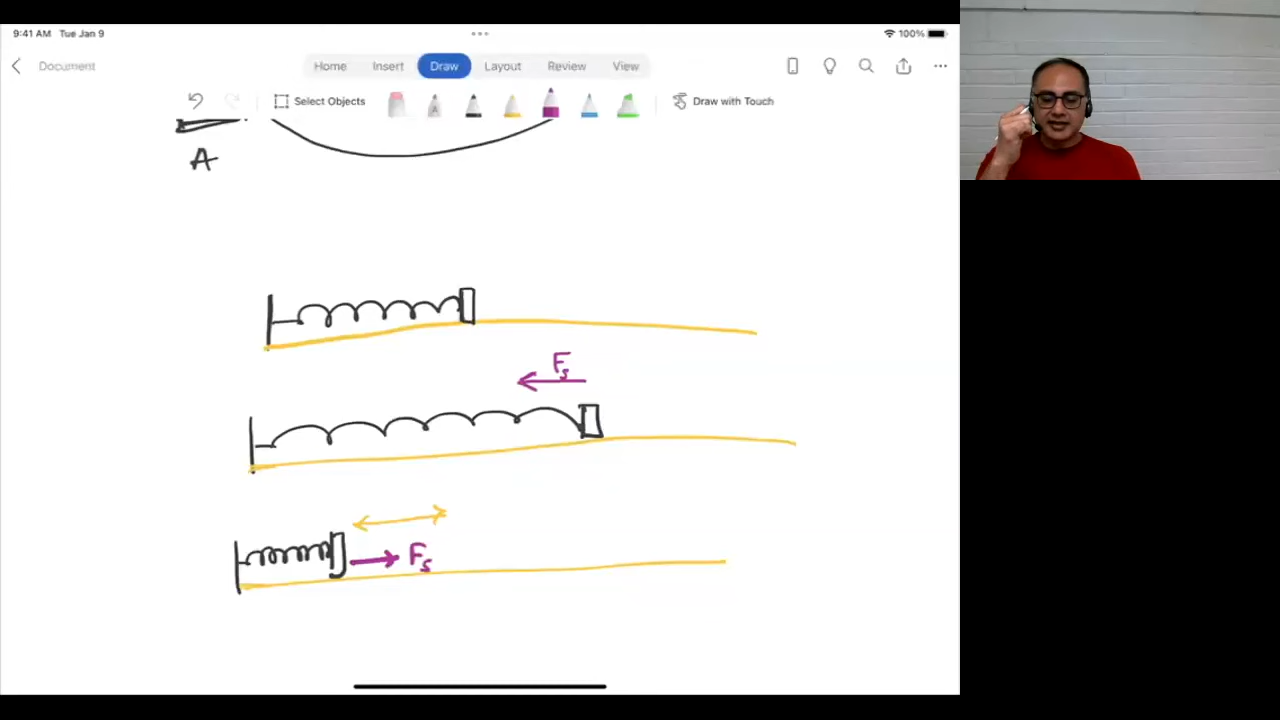 9:41 AM Tue Jan 9
100%
Document
Home Insert Draw Layout Review View
Select Objects
A
Draw with Touch
A
Fs
Fs